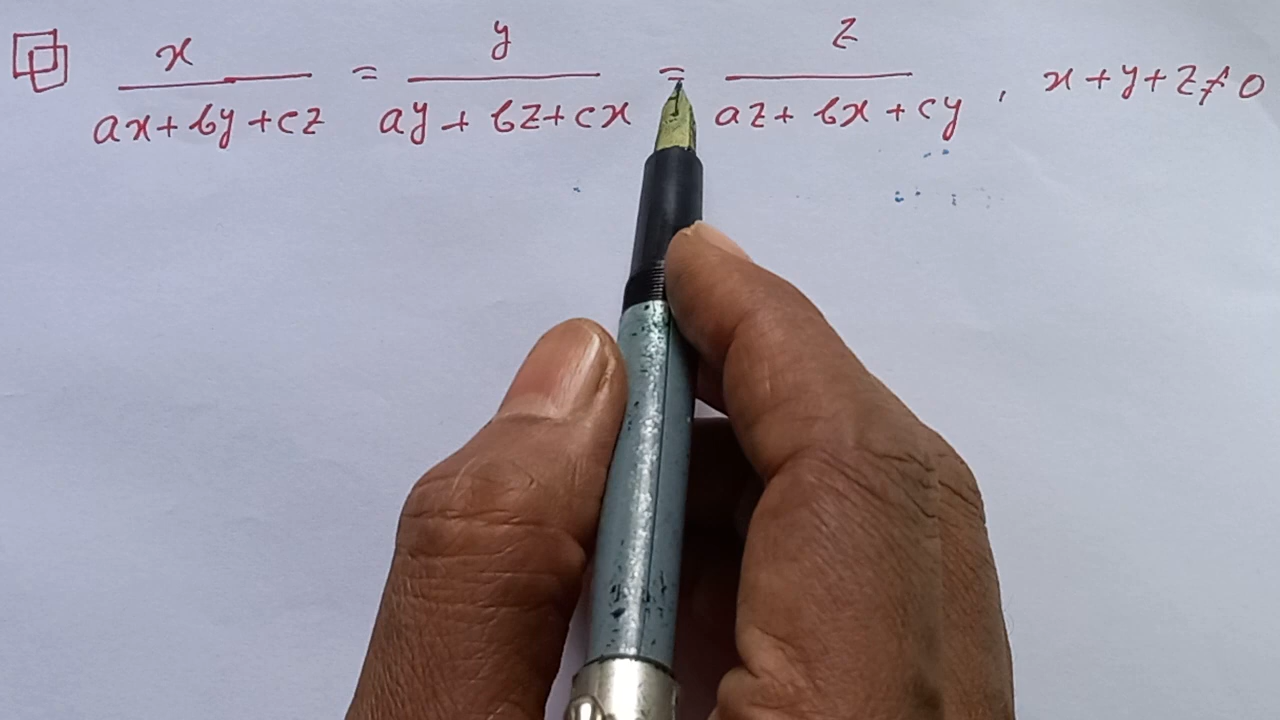 x/(ax+by+cz) = y/(ay+bz+cx) = z/(az+bx+cy), x+y+z≠0